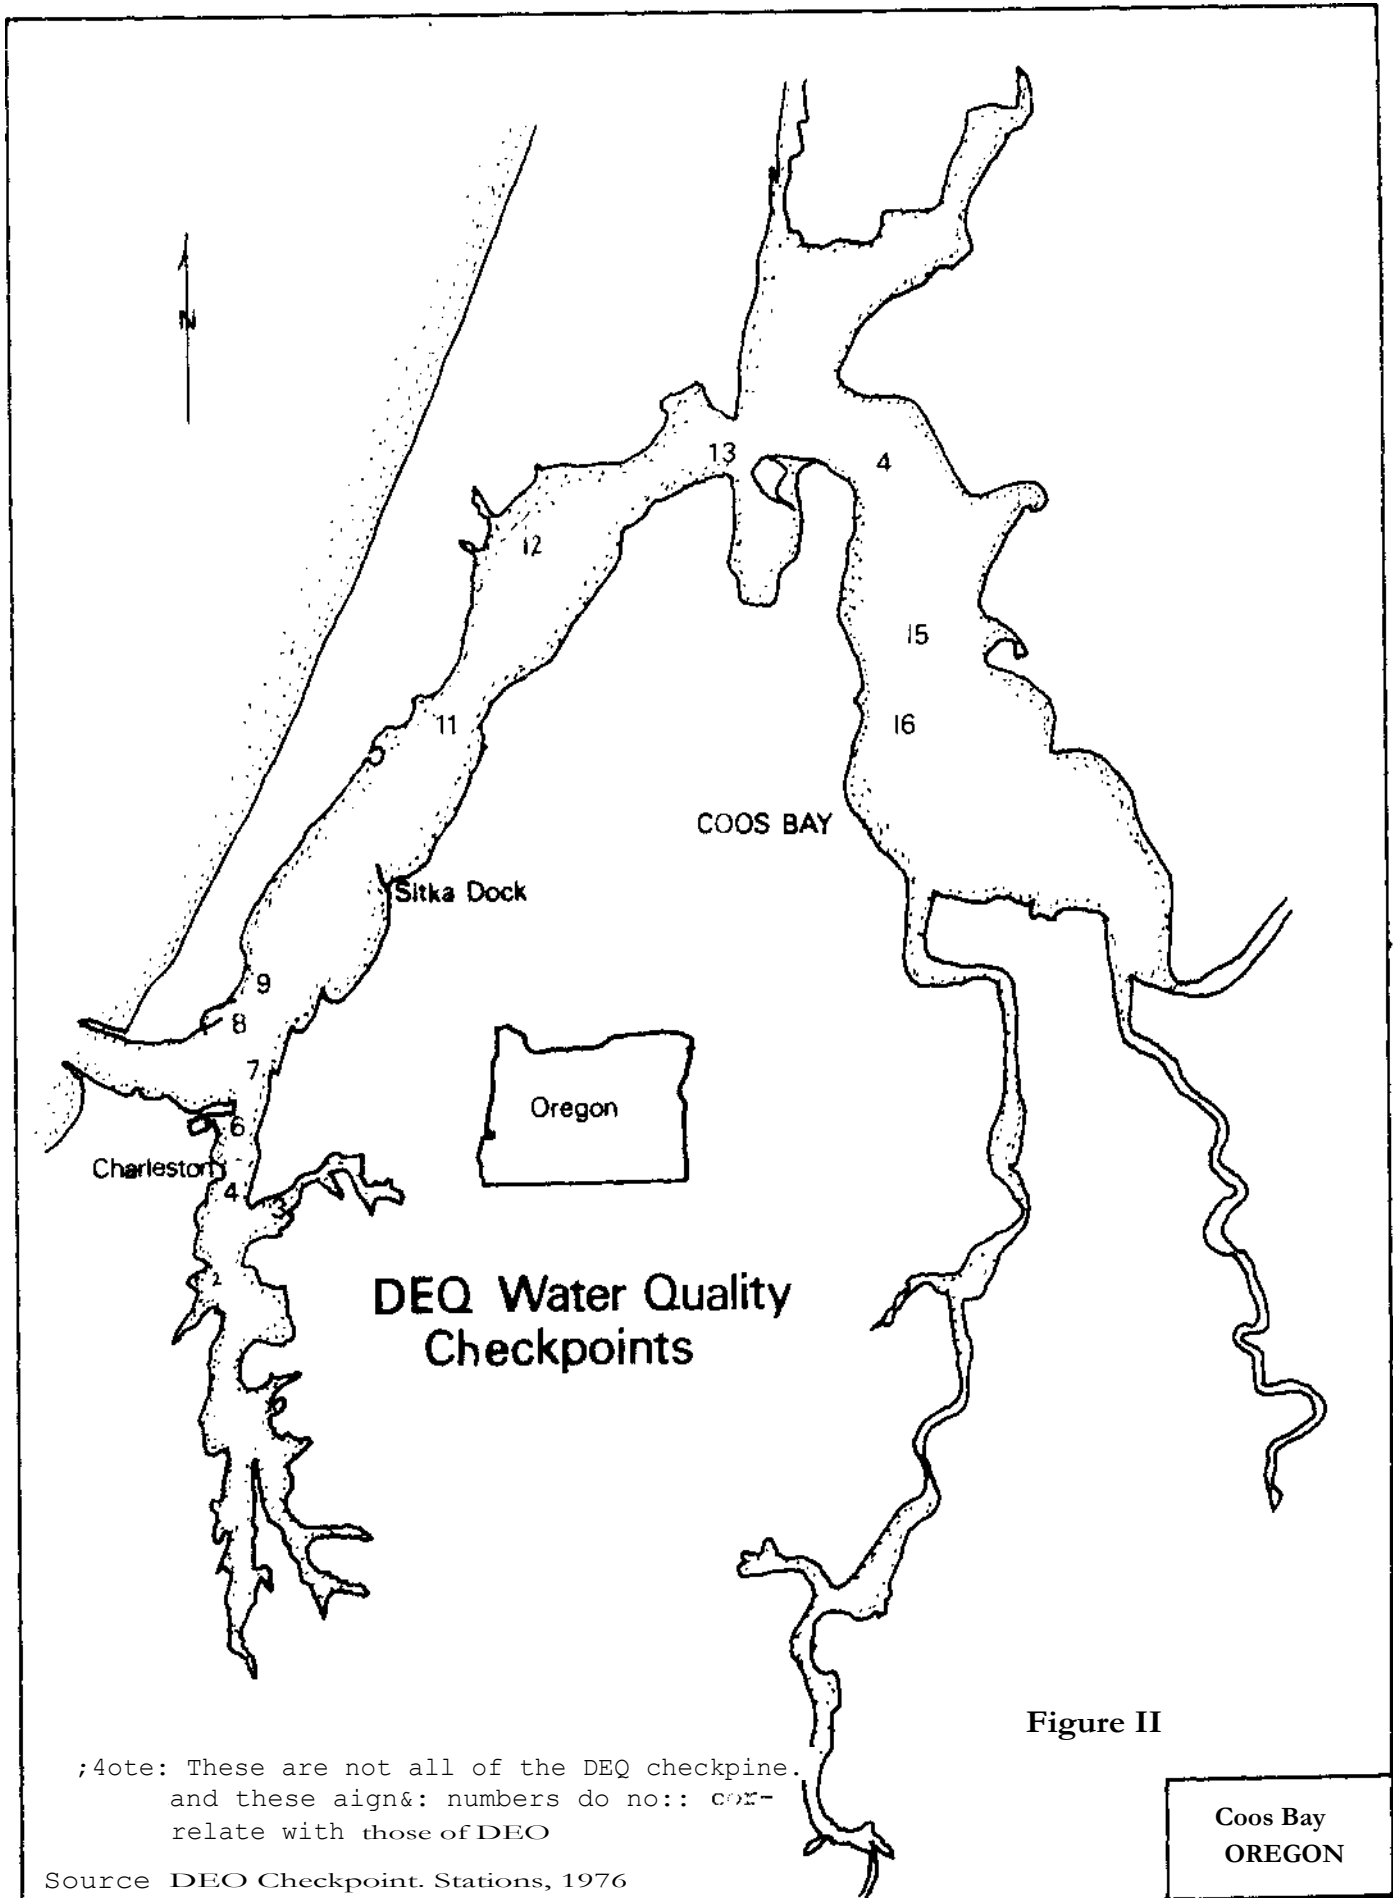 N
13
4
12
15
11
16
COOS BAY
Sitka Dock
9
8
7
Oregon
6
Charleston
4
3
2
DEQ Water Quality
Checkpoints
Figure II
;4ote: These are not all of the DEQ checkpine.
and these aign&: numbers do no:: cor-
relate with those of DEO
Source DEO Checkpoint. Stations, 1976
Coos Bay
OREGON